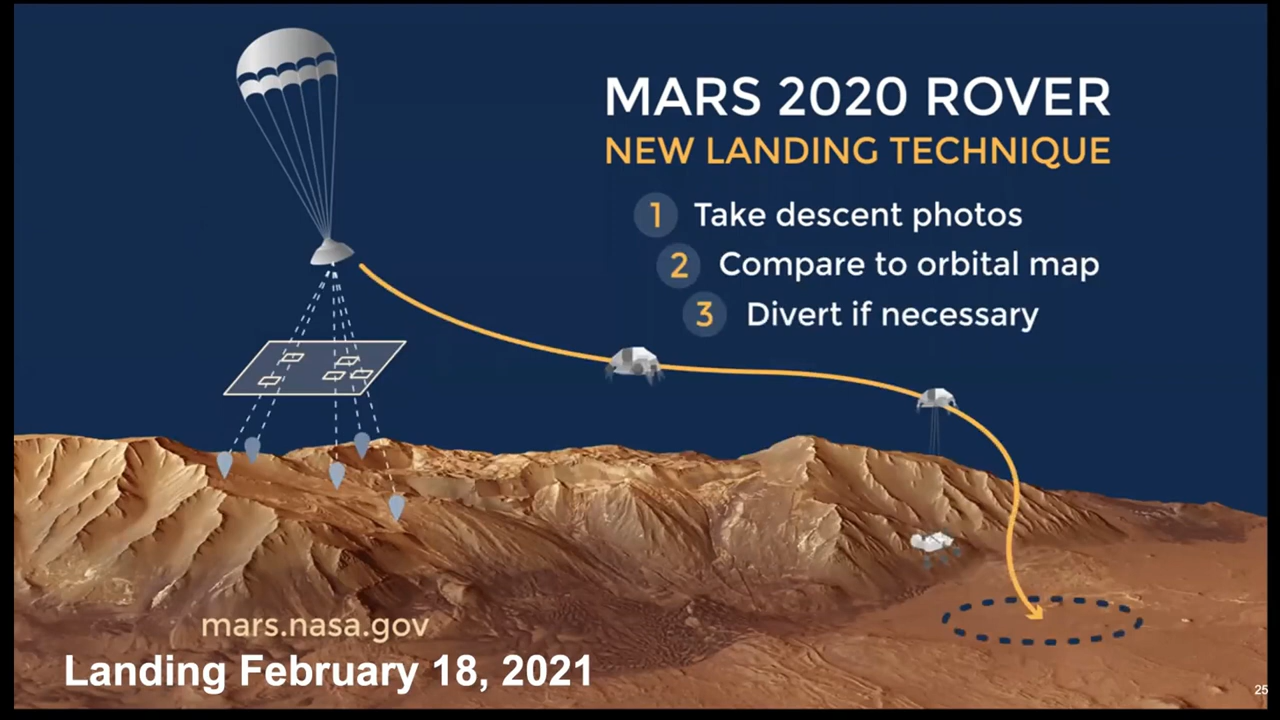 MARS 2020 ROVER
NEW LANDING TECHNIQUE
1 Take descent photos
2 Compare to orbital map
3 Divert if necessary
mars.nasa.gov
Landing February 18, 2021
25